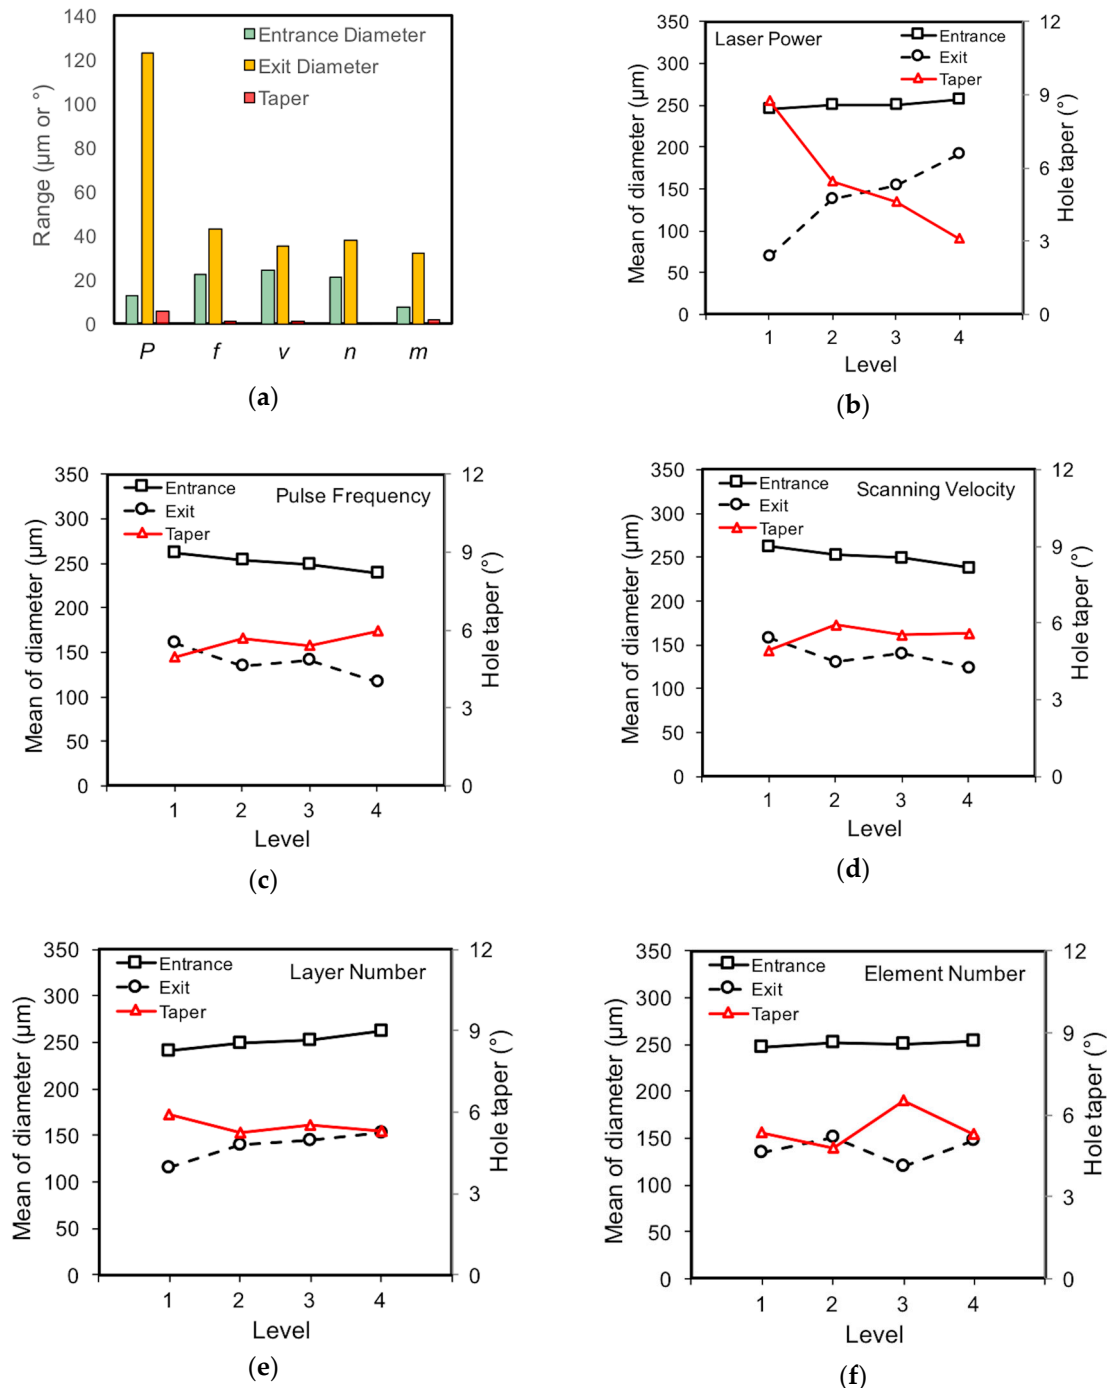 140
120
100
80
60
40
20
0
Range (µm or °)
Entrance Diameter
Exit Diameter
Taper
P f v n m
(a)
350
300
250
200
150
100
50
0
Mean of diameter (µm)
Laser Power
Entrance
Exit
Taper
12
9
6
3
0
Hole taper (°)
1 2 3 4
Level
(b)
350
300
250
200
150
100
50
0
Mean of diameter (µm)
Entrance
Exit
Taper
Pulse Frequency
12
9
6
3
0
Hole taper (°)
1 2 3 4
Level
(c)
350
300
250
200
150
100
50
0
Mean of diameter (µm)
Entrance
Exit
Taper
Scanning Velocity
12
9
6
3
0
Hole taper (°)
1 2 3 4
Level
(d)
350
300
250
200
150
100
50
0
Mean of diameter (µm)
Entrance
Exit
Taper
Layer Number
12
9
6
3
0
Hole taper (°)
1 2 3 4
Level
(e)
350
300
250
200
150
100
50
0
Mean of diameter (µm)
Entrance
Exit
Taper
Element Number
12
9
6
3
0
Hole taper (°)
1 2 3 4
Level
(f)